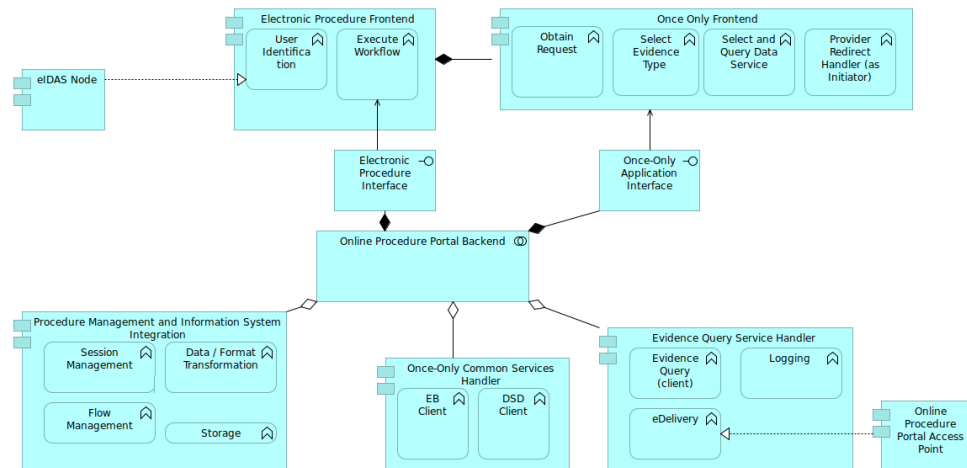 Electronic Procedure Frontend
User
Identifica
tion
Execute
Workflow
Once Only Frontend
Obtain
Request
Select
Evidence
Type
Select and
Query Data
Service
Provider
Redirect
Handler (as
Initiator)
eIDAS Node
Electronic
Procedure
Interface
Once-Only
Application
Interface
Online Procedure Portal Backend
Procedure Management and Information System
Integration
Session
Management
Data / Format
Transformation
Flow
Management
Storage
Once-Only Common Services
Handler
EB
Client
DSD
Client
Evidence Query Service Handler
Evidence
Query
(client)
Logging
eDelivery
Online
Procedure
Portal Access
Point